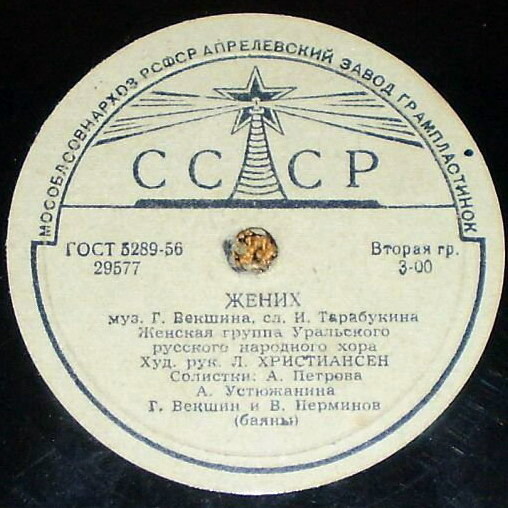 МОСОБЛСОВНАРХОЗ РСФСР АПРЕЛЕВСКИЙ ЗАВОД ГРАМПЛАСТИНОК
СССР
ГОСТ 5289-56
29577
Вторая гр.
3-00
ЖЕНИХ
муз. Г. Векшина, сл. И. Тарабукина
Женская группа Уральского
русского народного хора
Худ. рук. Л. ХРИСТИАНСЕН
Солистки: А. Петрова
А. Устюжанина
Г. Векшин и В. Перминов
(баяны)